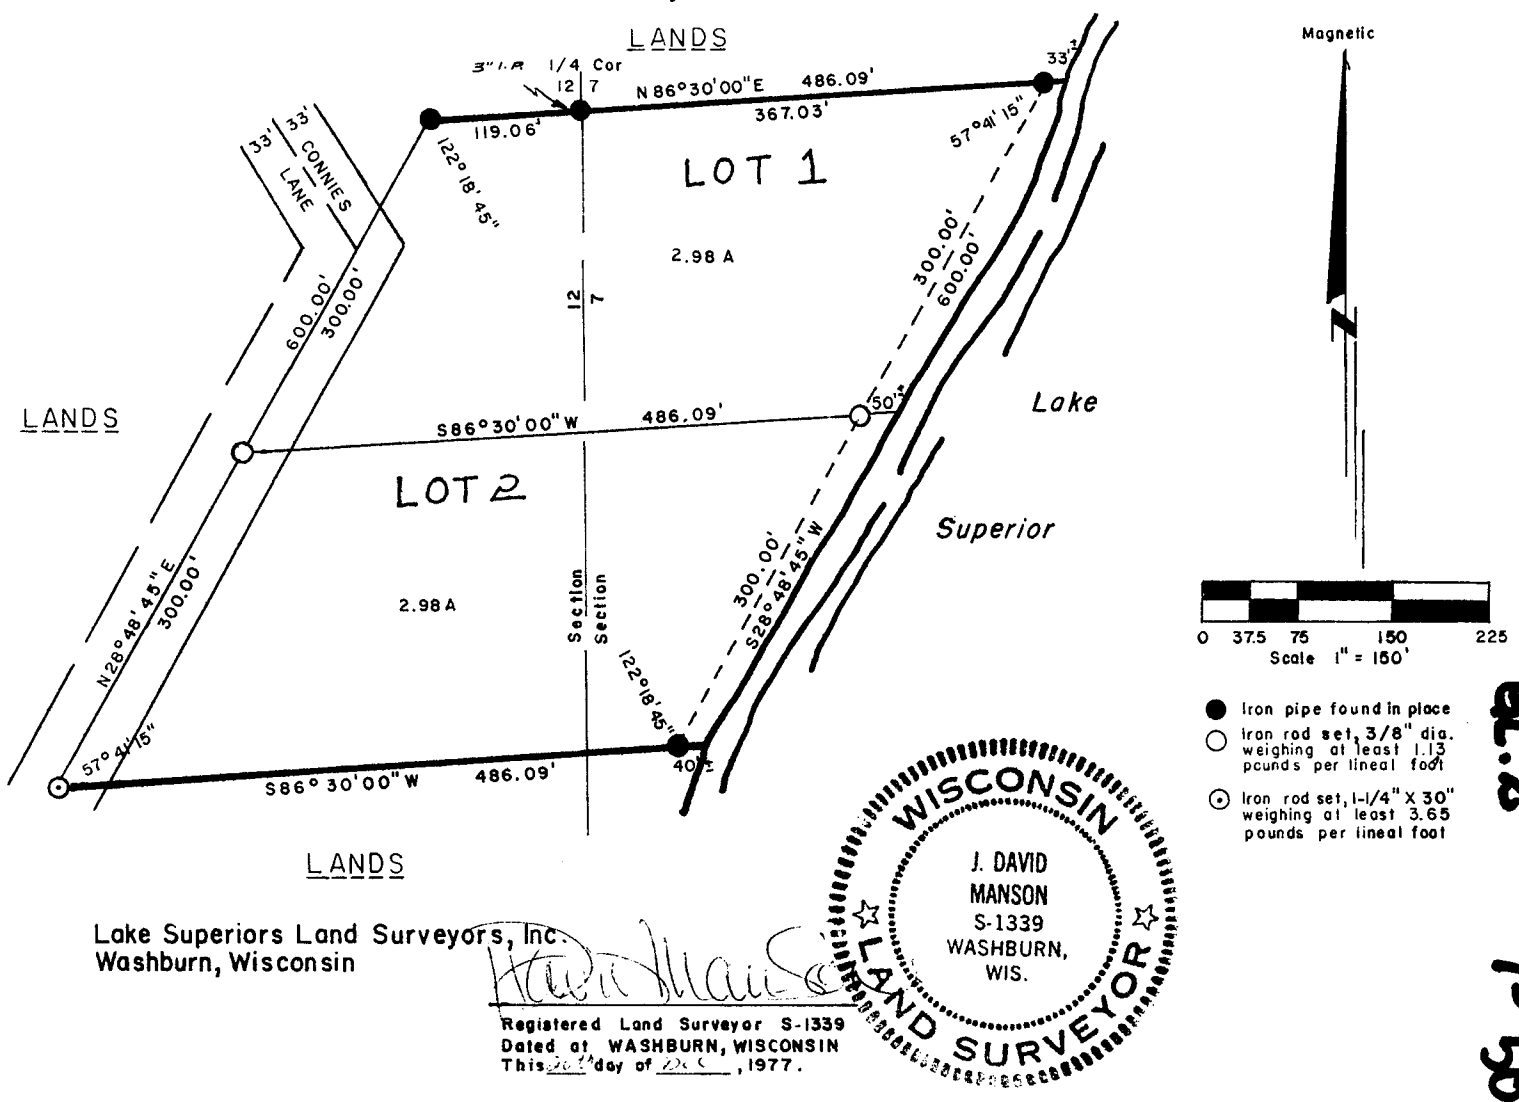 LANDS
3" I.P. 1/4 Cor
12 7
N 86°30'00" E 486.09'
33'±
119.06'
367.03'
57°41'15"
122°18'45"
LOT 1
33' 33'
CONNIES
LANE
2.98 A
300.00'
600.00'
600.00'
300.00'
12
7
LANDS
S86°30'00" W 486.09'
50'±
Lake
Superior
LOT 2
N28°48'45" E
300.00'
2.98 A
Section
Section
300.00'
S28°48'45" W
122°18'45"
57°41'15"
S86°30'00" W 486.09'
40'±
LANDS
Magnetic
N
0 37.5 75 150 225
Scale 1" = 150'
Iron pipe found in place
Iron rod set, 3/8" dia.
weighing at least 1.13
pounds per lineal foot
Iron rod set, 1-1/4" X 30"
weighing at least 3.65
pounds per lineal foot
WISCONSIN
LAND SURVEYOR
J. DAVID
MANSON
S-1339
WASHBURN,
WIS.
Lake Superiors Land Surveyors, Inc.
Washburn, Wisconsin
Registered Land Surveyor S-1339
Dated at WASHBURN, WISCONSIN
This day of , 1977.